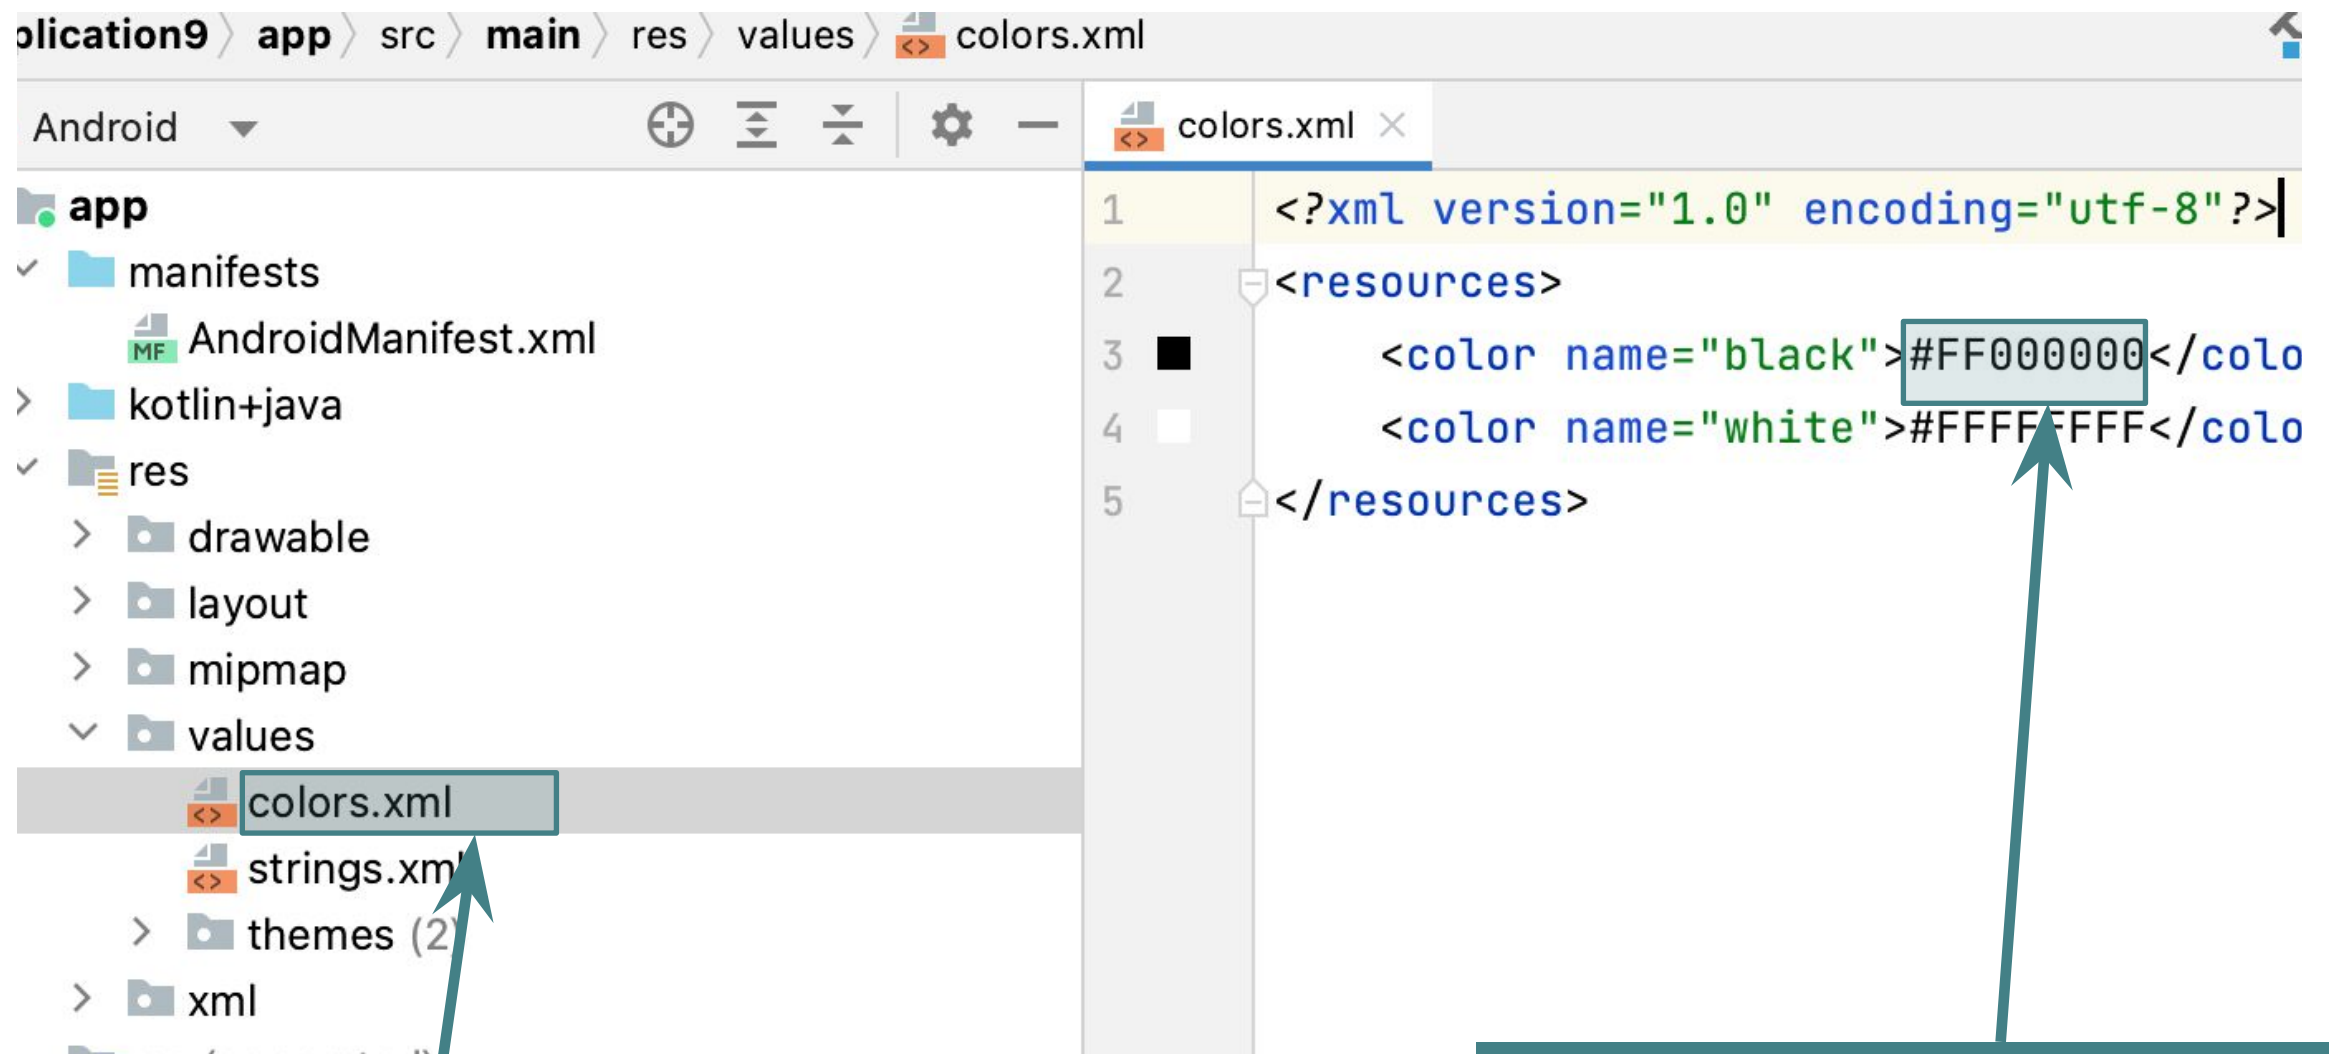 plication9 app src main res values colors.xml
Android
colors.xml
app
manifests
MF AndroidManifest.xml
kotlin+java
res
drawable
layout
mipmap
values
colors.xml
strings.xml
themes (2)
xml
1 <?xml version="1.0" encoding="utf-8"?>
2 <resources>
3 <color name="black">#FF000000</colo
4 <color name="white">#FFFFFFFF</colo
5 </resources>